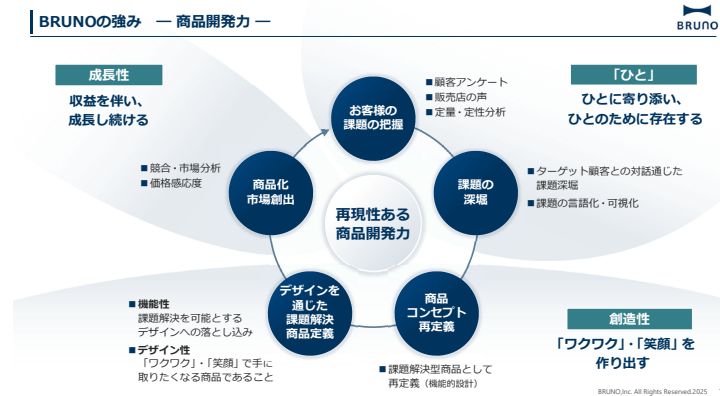 BRUNOの強み ― 商品開発力 ―
BRUNO
成長性
収益を伴い、
成長し続ける
「ひと」
ひとに寄り添い、
ひとのために存在する
お客様の
課題の把握
■顧客アンケート
■販売店の声
■定量・定性分析
課題の
深堀
■ターゲット顧客との対話通じた
課題深堀
■課題の言語化・可視化
商品
コンセプト
再定義
■課題解決型商品として
再定義（機能的設計）
デザインを
通じた
課題解決
商品定義
■機能性
課題解決を可能とする
デザインへの落とし込み
■デザイン性
「ワクワク」・「笑顔」で手に
取りたくなる商品であること
商品化
市場創出
■競合・市場分析
■価格感応度
再現性ある
商品開発力
創造性
「ワクワク」・「笑顔」を
作り出す
BRUNO,Inc. All Rights Reserved.2025